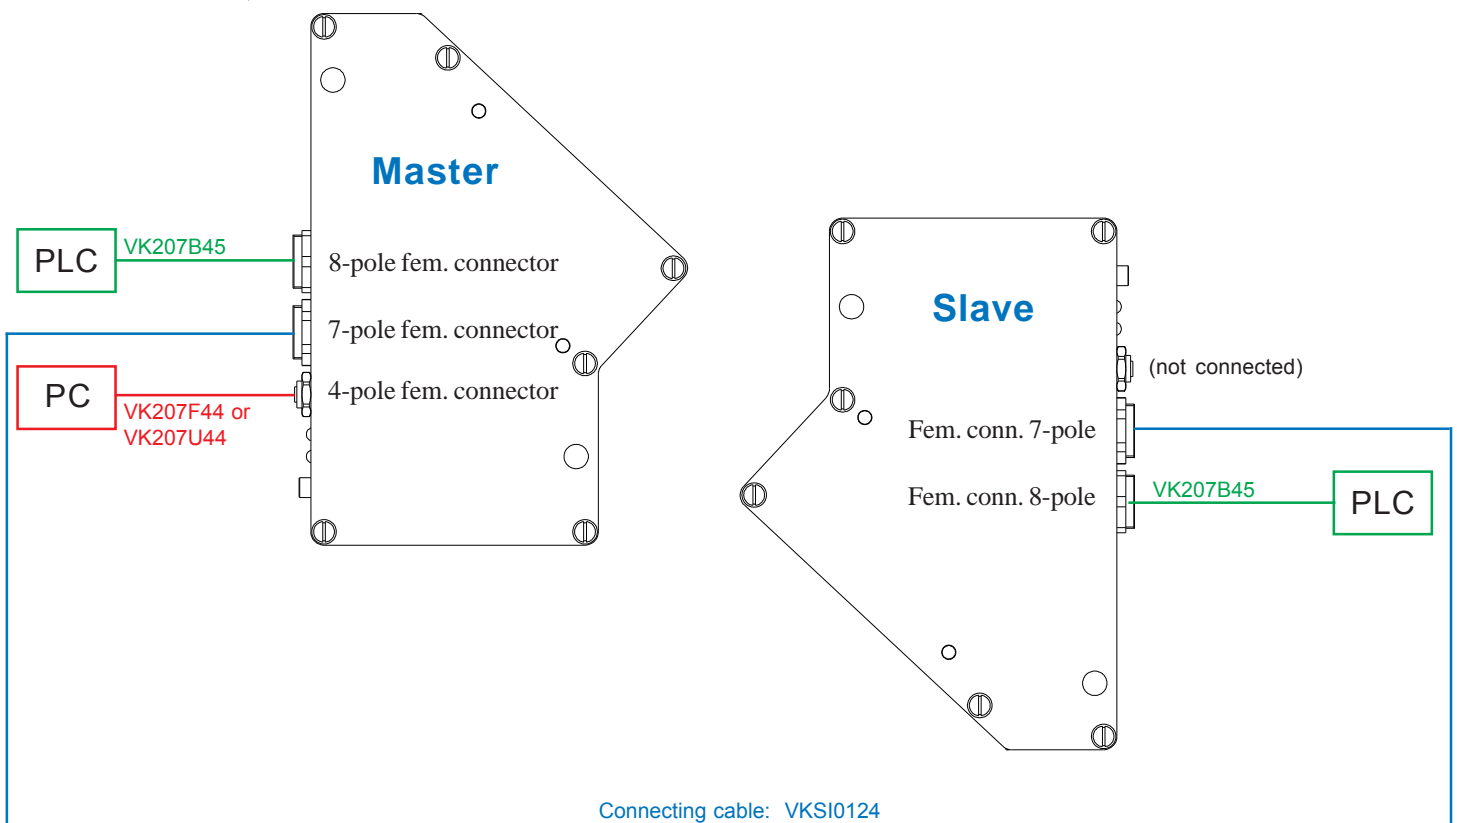 Master
PLC
VK207B45
8-pole fem. connector
7-pole fem. connector
PC
VK207F44 or
VK207U44
4-pole fem. connector
Slave
(not connected)
Fem. conn. 7-pole
Fem. conn. 8-pole
VK207B45
PLC
Connecting cable: VKSI0124